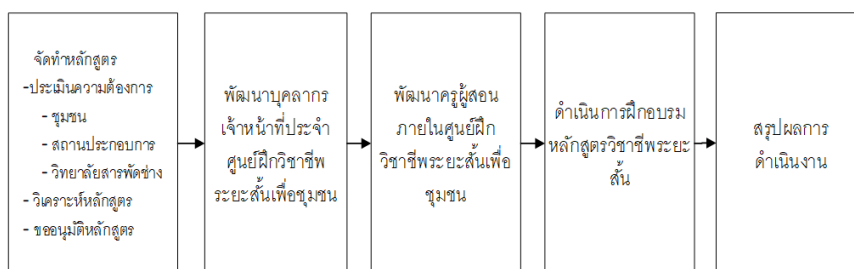 จัดทำหลักสูตร
-ประเมินความต้องการ
- ชุมชน
- สถานประกอบการ
- วิทยาลัยสารพัดช่าง
- วิเคราะห์หลักสูตร
- ขออนุมัติหลักสูตร
พัฒนาบุคลากร
เจ้าหน้าที่ประจำ
ศูนย์ฝึกวิชาชีพ
ระยะสั้นเพื่อชุมชน
พัฒนาครูผู้สอน
ภายในศูนย์ฝึก
วิชาชีพระยะสั้นเพื่อ
ชุมชน
ดำเนินการฝึกอบรม
หลักสูตรวิชาชีพระยะ
สั้น
สรุปผลการ
ดำเนินงาน